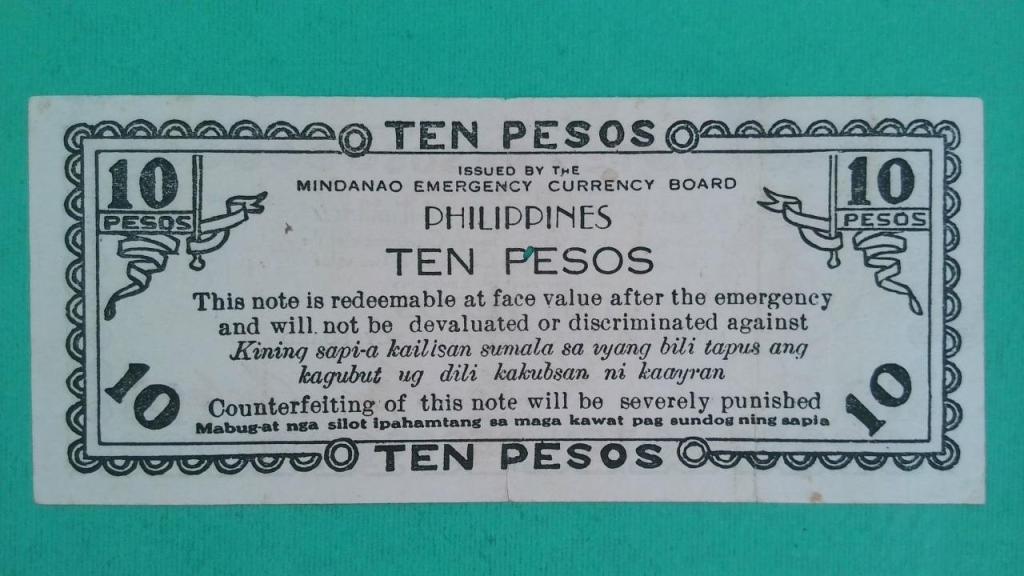 TEN PESOS
10 PESOS
10 PESOS
ISSUED BY THE
MINDANAO EMERGENCY CURRENCY BOARD
PHILIPPINES
TEN PESOS
This note is redeemable at face value after the emergency
and will not be devaluated or discriminated against
Kining sapi-a kailisan sumala sa vyang bili tapus ang
kagubut ug dili kakubsan ni kaayran
Counterfeiting of this note will be severely punished
Mabug-at nga silot ipahamtang sa maga kawat pag sundog ning sapia
10
10
TEN PESOS